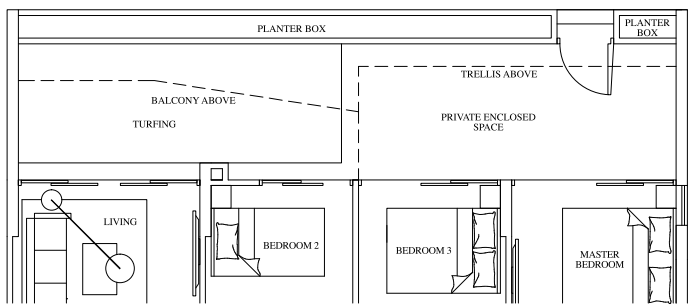 PLANTER BOX
PLANTER
BOX
TRELLIS ABOVE
BALCONY ABOVE
TURFING
PRIVATE ENCLOSED
SPACE
LIVING
BEDROOM 2
BEDROOM 3
MASTER
BEDROOM